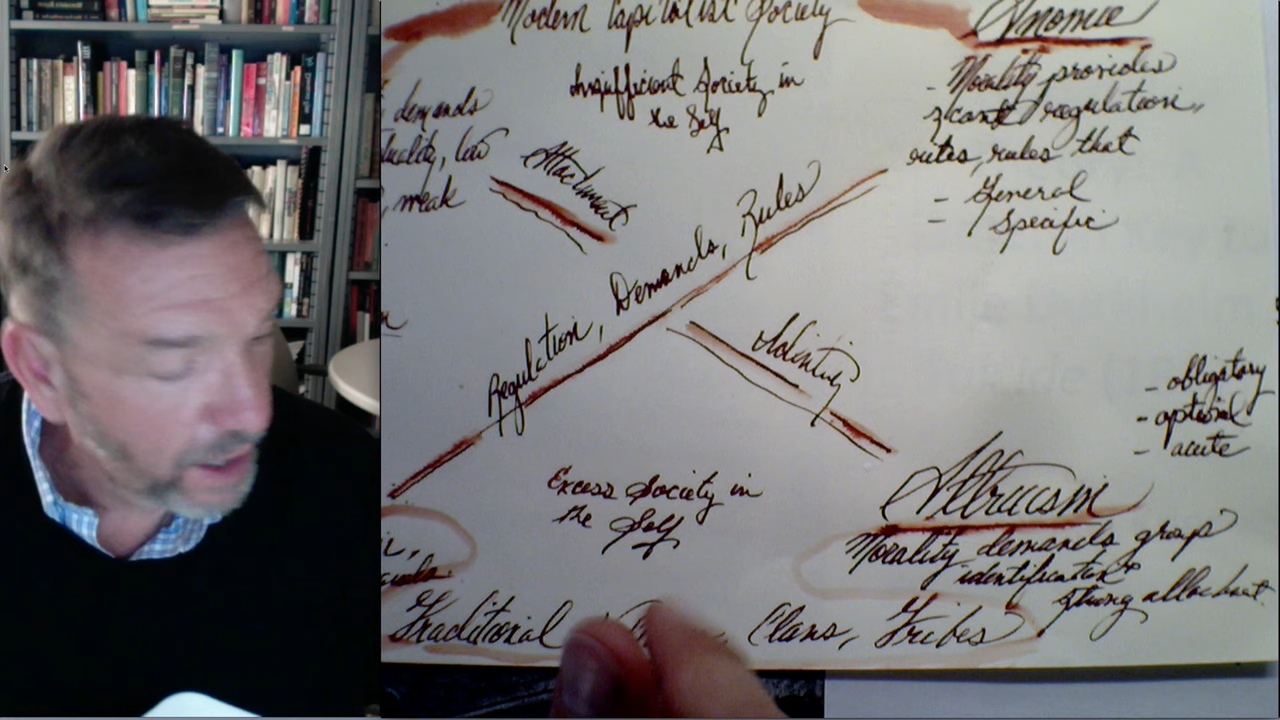 Modern Capitalist Society
Anomie
Insufficient Society in
the Self
- Morality provides
scant regulation,
rules that
- General
- Specific
demands
low
, weak
Attachment
Regulation, Demands, Rules
Identity
- obligatory
- optional
- acute
Excess Society in
the Self
Altruism
Morality demands group
identification
strong
Traditional
Clans, Tribes